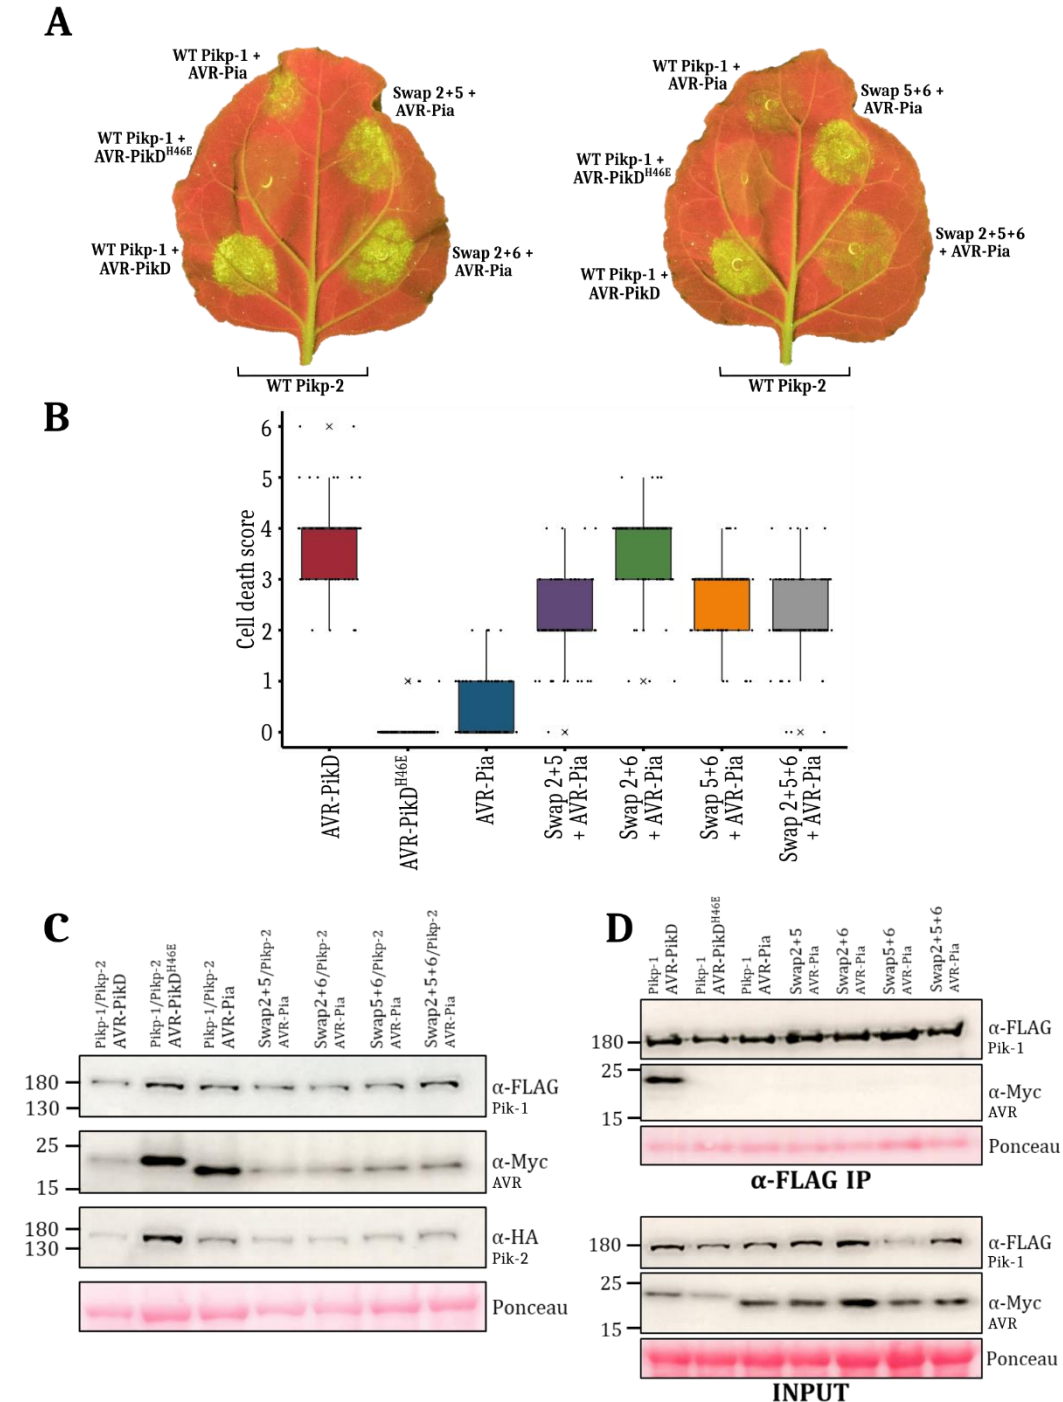 A
WT Pikp-1 +
AVR-Pia
WT Pikp-1 +
AVR-PikD^H46E
WT Pikp-1 +
AVR-PikD
Swap 2+5 +
AVR-Pia
Swap 2+6 +
AVR-Pia
WT Pikp-2
WT Pikp-1 +
AVR-Pia
WT Pikp-1 +
AVR-PikD^H46E
WT Pikp-1 +
AVR-PikD
Swap 5+6 +
AVR-Pia
Swap 2+5+6
+ AVR-Pia
WT Pikp-2
B
Cell death score
6
5
4
3
2
1
0
AVR-PikD
AVR-PikD^H46E
AVR-Pia
Swap 2+5
+ AVR-Pia
Swap 2+6
+ AVR-Pia
Swap 5+6
+ AVR-Pia
Swap 2+5+6
+ AVR-Pia
C
Pikp-1/Pikp-2
AVR-PikD
Pikp-1/Pikp-2
AVR-PikD^H46E
Pikp-1/Pikp-2
AVR-Pia
Swap2+5/Pikp-2
AVR-Pia
Swap2+6/Pikp-2
AVR-Pia
Swap5+6/Pikp-2
AVR-Pia
Swap2+5+6/Pikp-2
AVR-Pia
180
130
α-FLAG
Pik-1
25
15
α-Myc
AVR
180
130
α-HA
Pik-2
Ponceau
D
Pikp-1
AVR-PikD
Pikp-1
AVR-PikD^H46E
Pikp-1
AVR-Pia
Swap2+5
AVR-Pia
Swap2+6
AVR-Pia
Swap5+6
AVR-Pia
Swap2+5+6
AVR-Pia
180
α-FLAG
Pik-1
25
15
α-Myc
AVR
Ponceau
α-FLAG IP
180
α-FLAG
Pik-1
25
15
α-Myc
AVR
Ponceau
INPUT